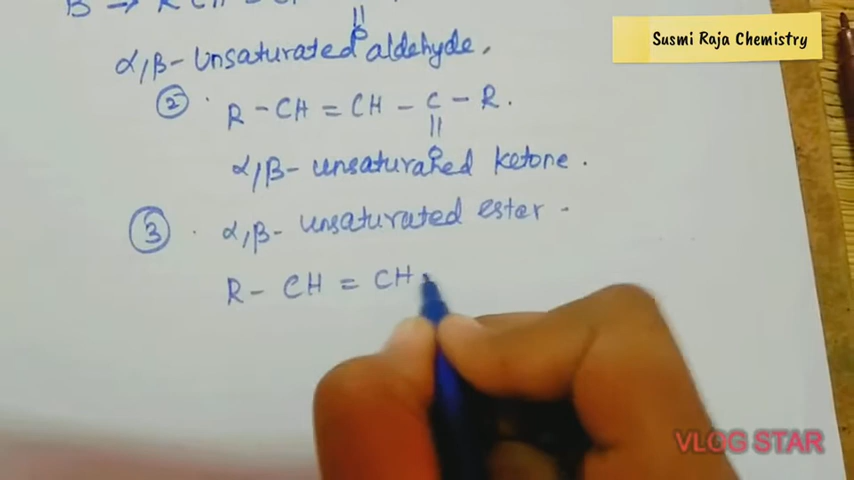 Susmi Raja Chemistry
α,β- Unsaturated aldehyde.
② R - CH = CH - C - R.
||
O
α,β- unsaturated ketone.
③ α,β- unsaturated ester -
R - CH = CH
VLOG STAR